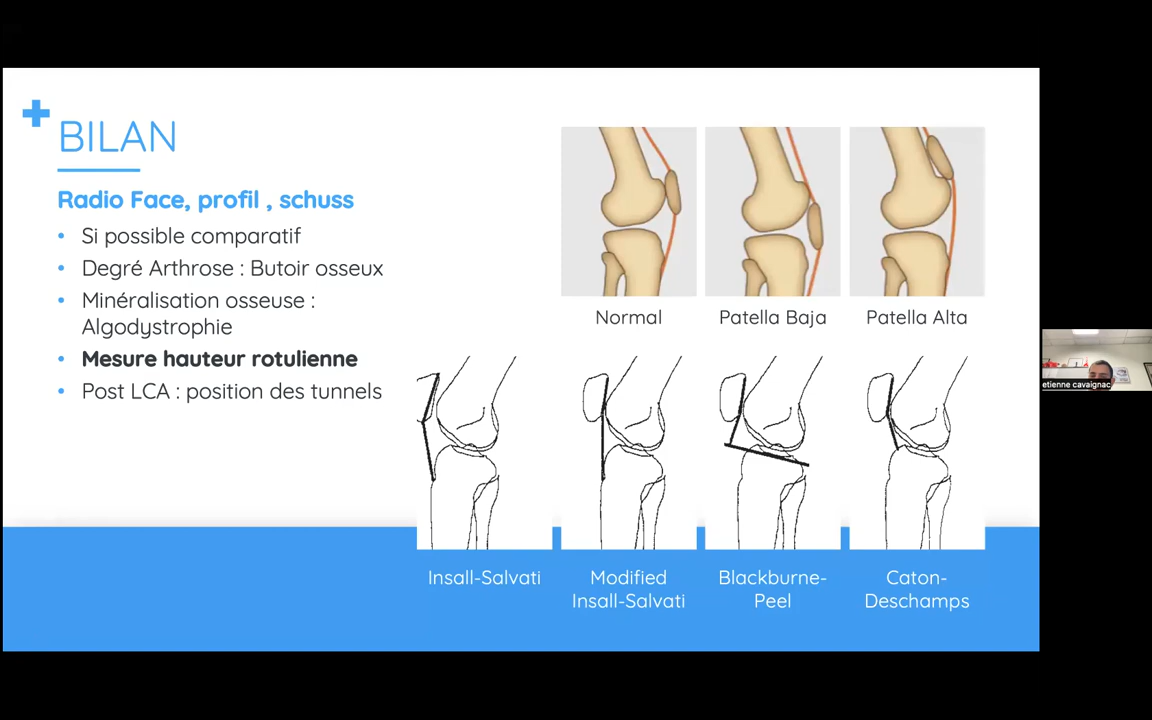 BILAN
Radio Face, profil , schuss
• Si possible comparatif
• Degré Arthrose : Butoir osseux
• Minéralisation osseuse :
Algodystrophie
• Mesure hauteur rotulienne
• Post LCA : position des tunnels
Normal
Patella Baja
Patella Alta
Insall-Salvati
Modified
Insall-Salvati
Blackburne-
Peel
Caton-
Deschamps
etienne cavaignac